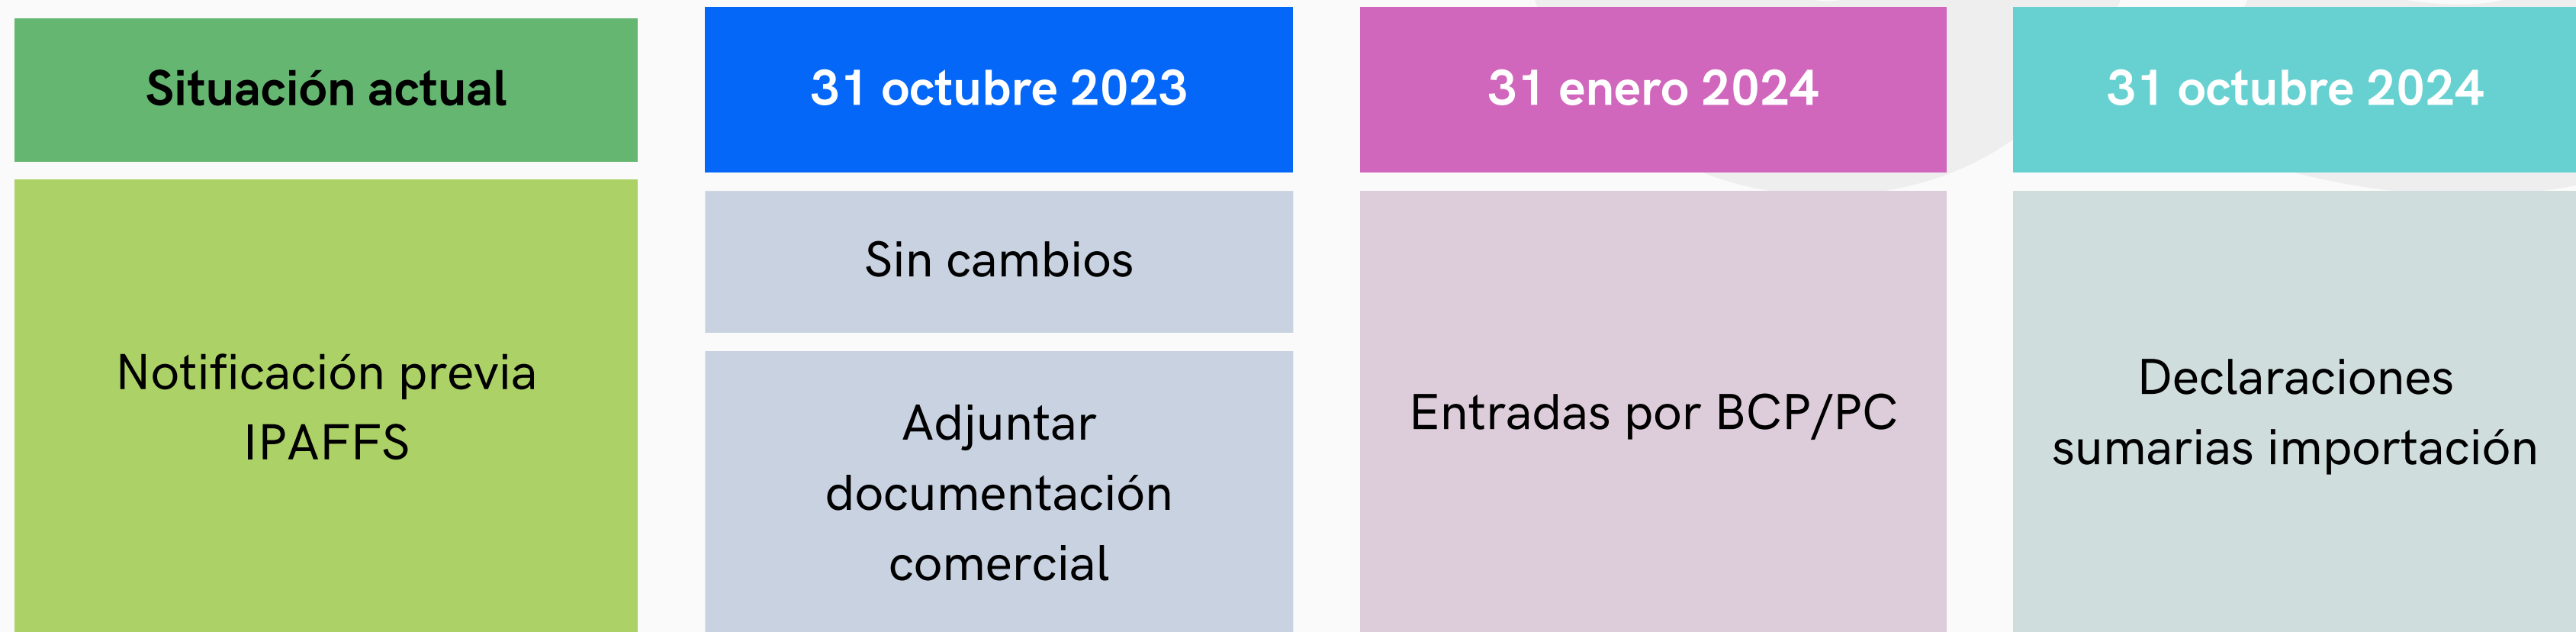 Situación actual
Notificación previa
IPAFFS
31 octubre 2023
Sin cambios
Adjuntar
documentación
comercial
31 enero 2024
Entradas por BCP/PC
31 octubre 2024
Declaraciones
sumarias importación